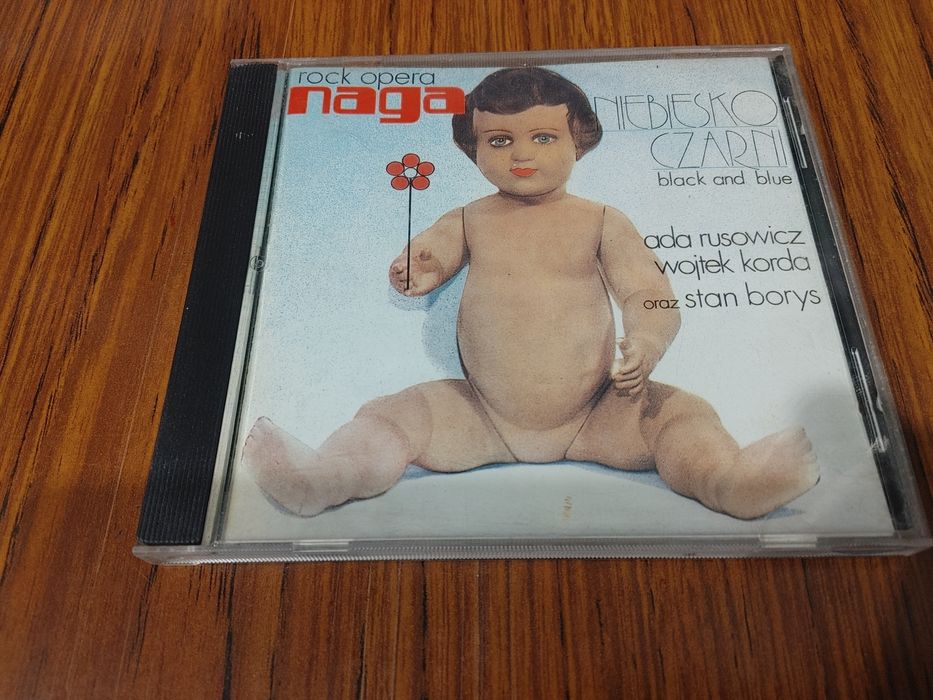 rock opera
naga
NIEBIESKO
CZARNI
black and blue
ada rusowicz
wojtek korda
oraz stan borys